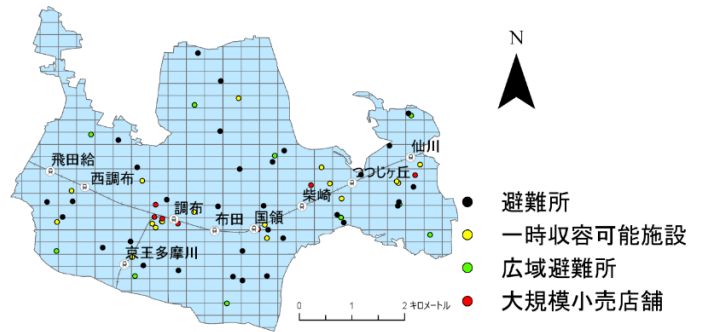 N
仙川
飛田給
つつじヶ丘
西調布
柴崎
調布
国領
布田
京王多摩川
避難所
一時収容可能施設
広域避難所
大規模小売店舗
0 1 2 キロメートル